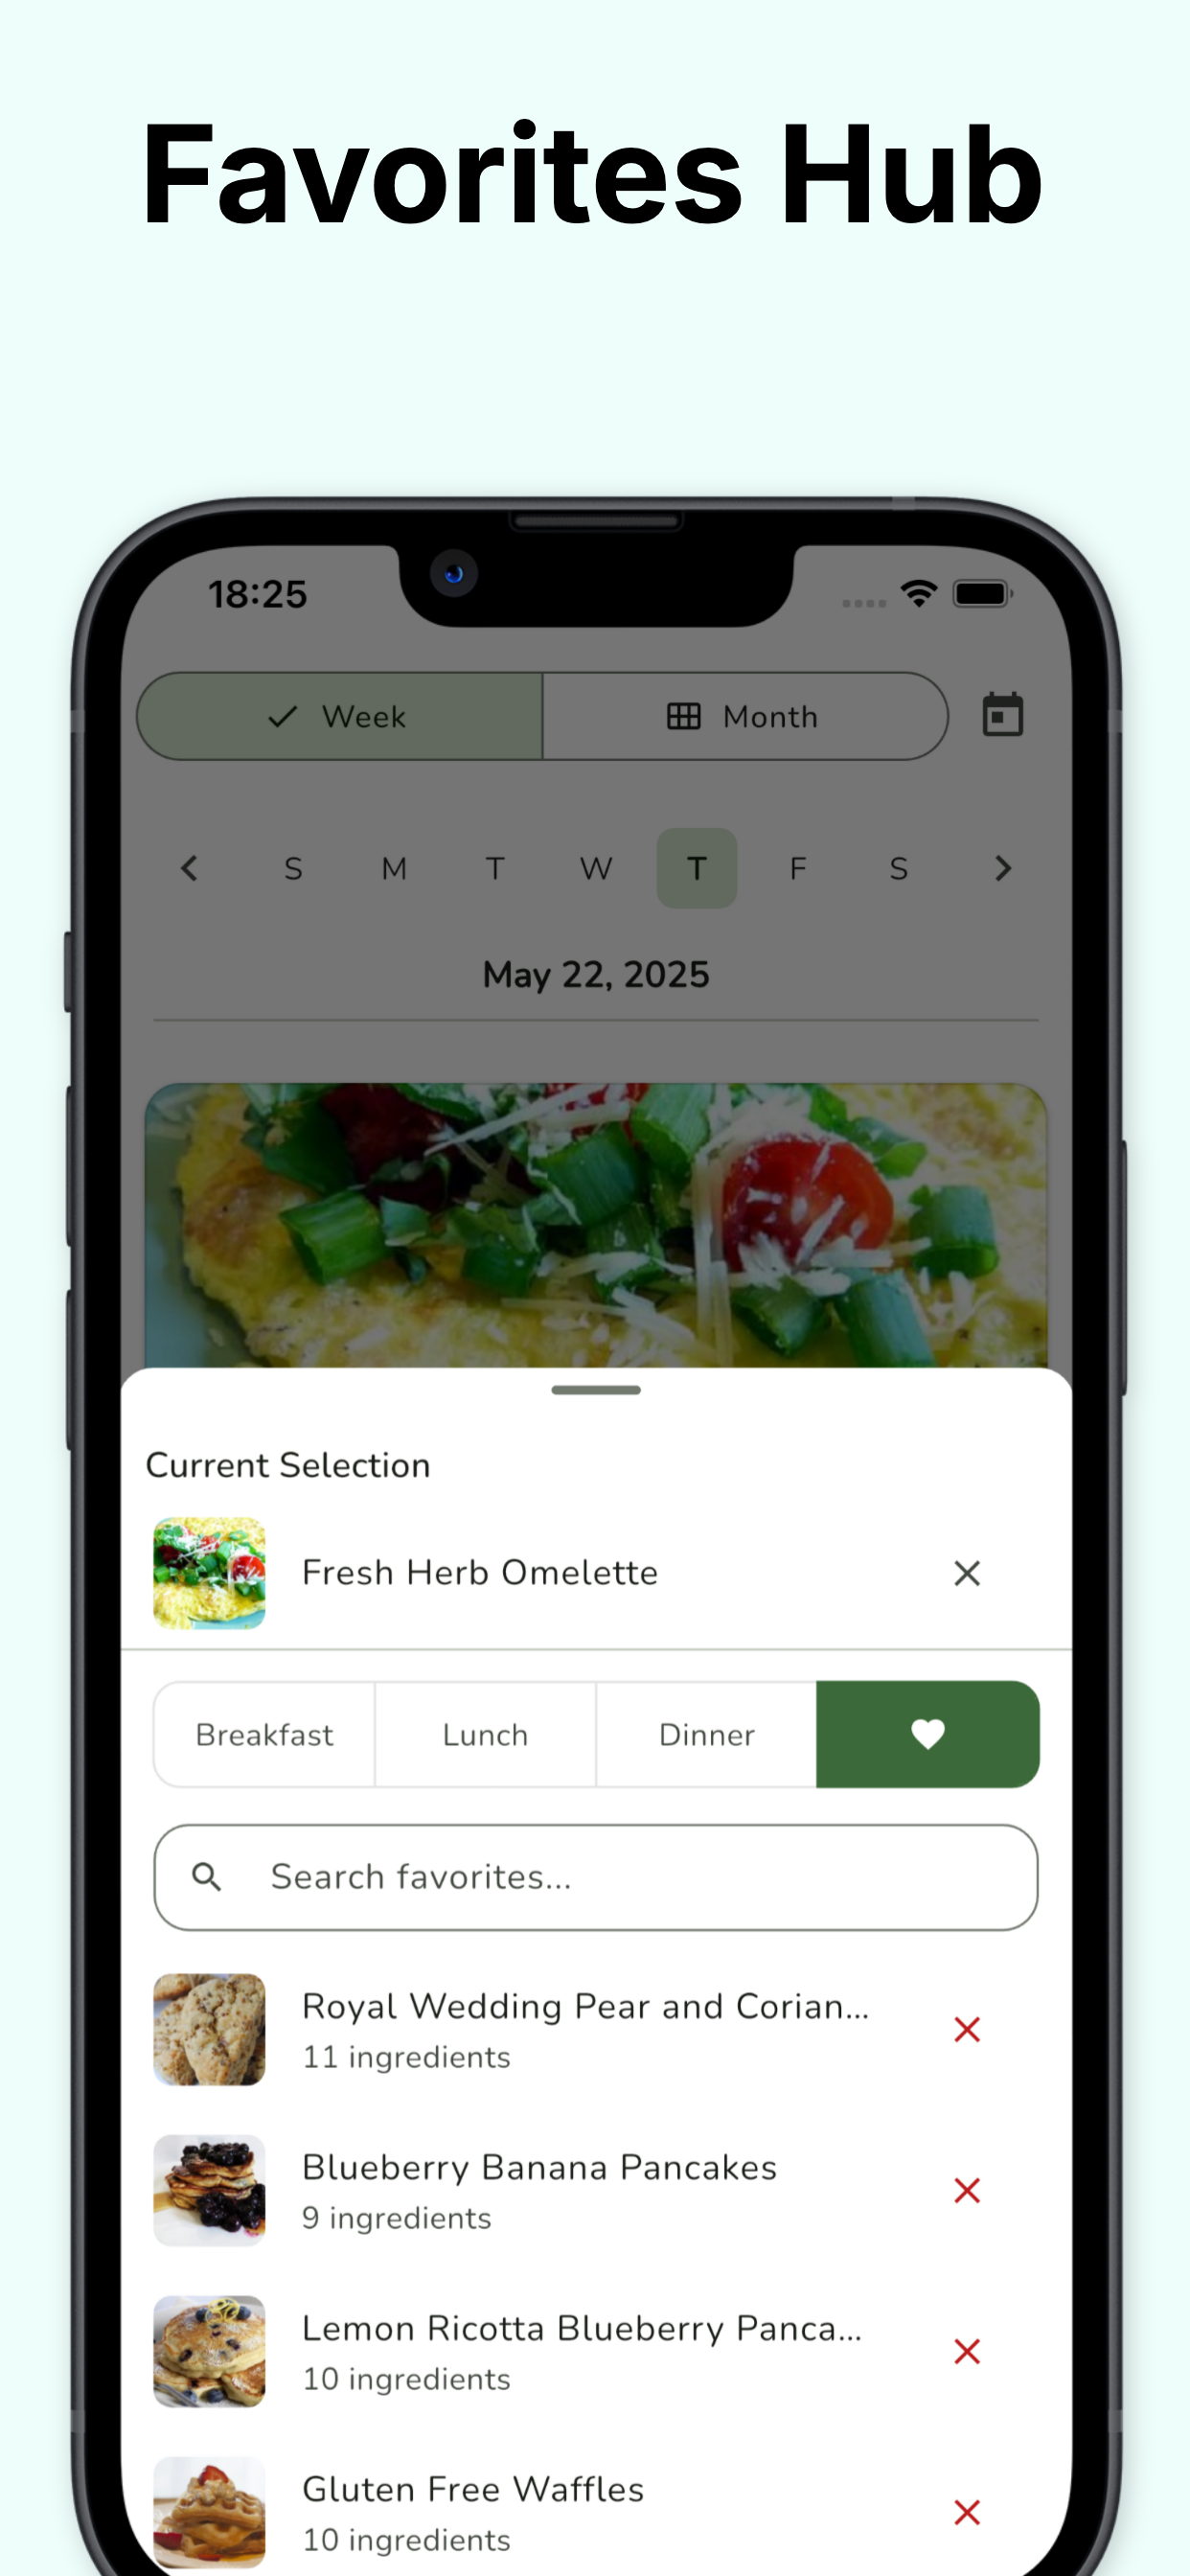 Favorites Hub
18:25
Week
Month
S M T W T F S
May 22, 2025
Current Selection
Fresh Herb Omelette
Breakfast
Lunch
Dinner
Search favorites...
Royal Wedding Pear and Corian...
11 ingredients
Blueberry Banana Pancakes
9 ingredients
Lemon Ricotta Blueberry Panca...
10 ingredients
Gluten Free Waffles
10 ingredients